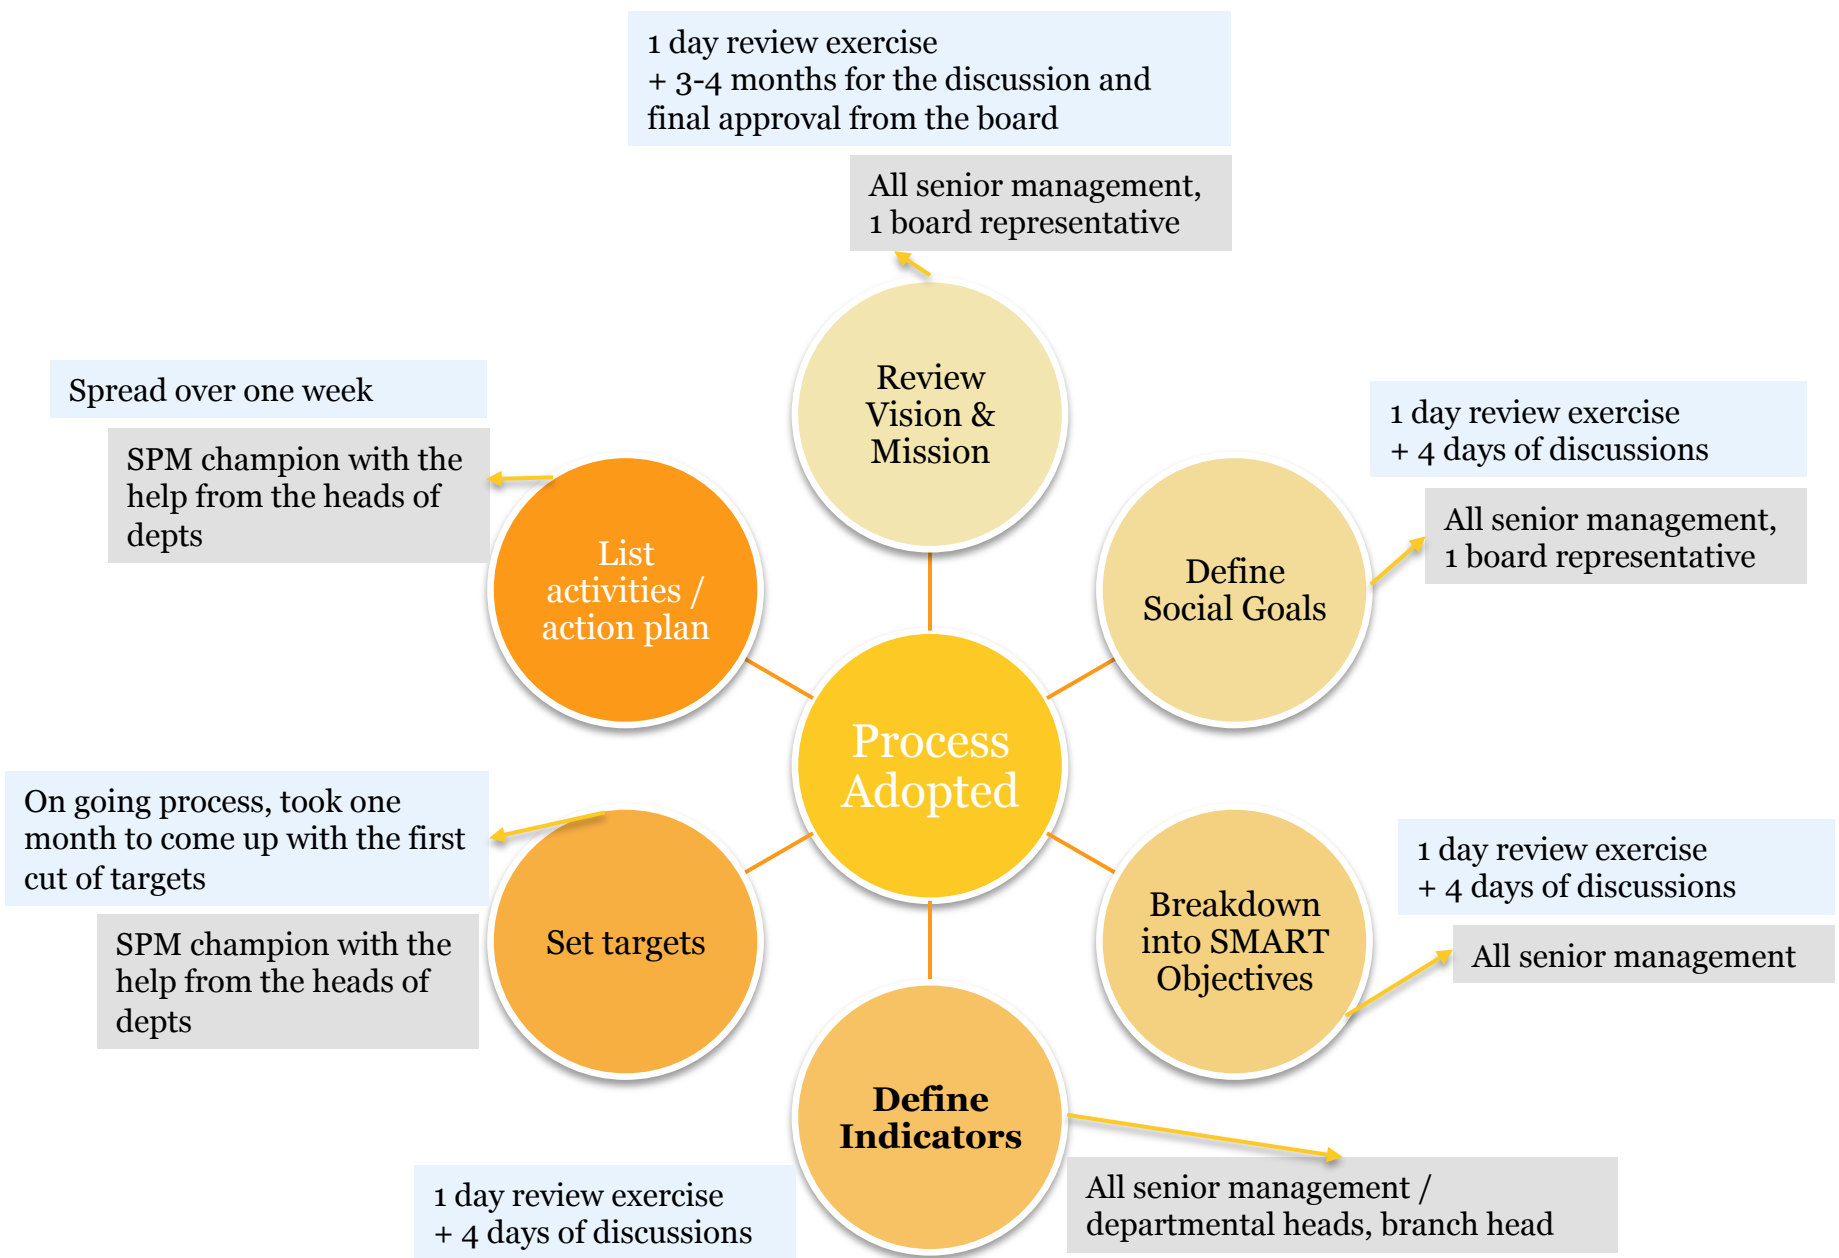 1 day review exercise
+ 3-4 months for the discussion and
final approval from the board
All senior management,
1 board representative
Review
Vision &
Mission
Spread over one week
SPM champion with the
help from the heads of
depts
List
activities /
action plan
1 day review exercise
+ 4 days of discussions
All senior management,
1 board representative
Define
Social Goals
Process
Adopted
On going process, took one
month to come up with the first
cut of targets
SPM champion with the
help from the heads of
depts
Set targets
1 day review exercise
+ 4 days of discussions
All senior management
Breakdown
into SMART
Objectives
Define
Indicators
1 day review exercise
+ 4 days of discussions
All senior management /
departmental heads, branch head